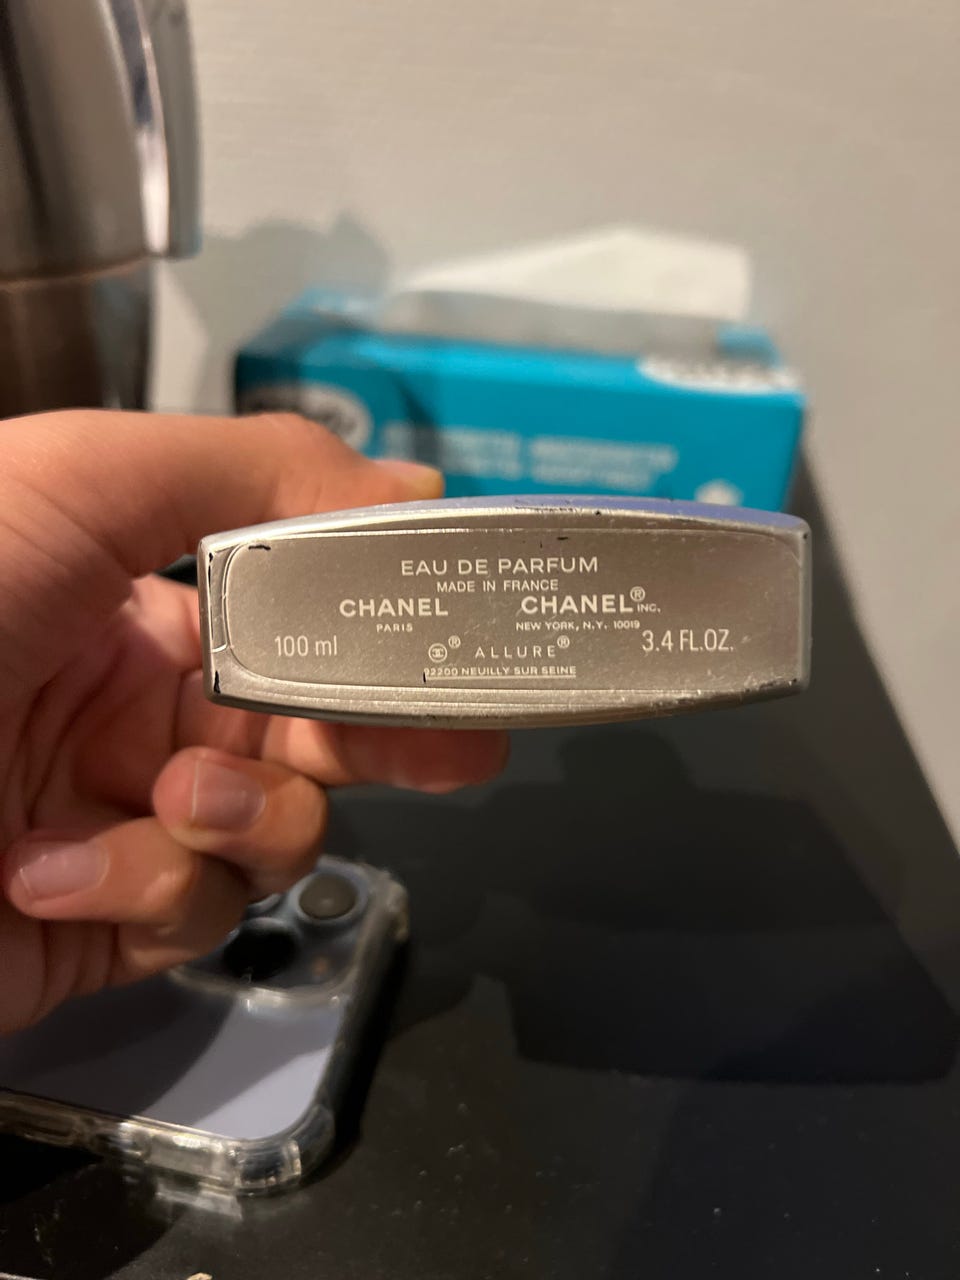 EAU DE PARFUM
MADE IN FRANCE
CHANEL CHANEL® INC.
PARIS NEW YORK, N.Y. 10019
100 ml ® ALLURE® 3.4 FL.OZ.
92200 NEUILLY SUR SEINE